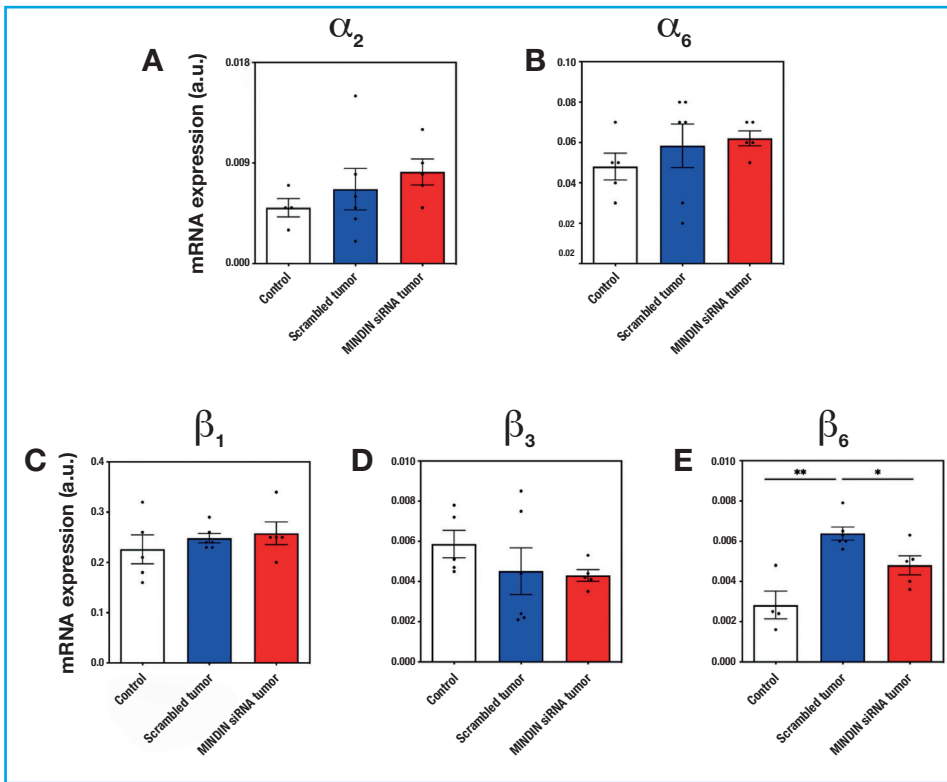 α2
α6
A
B
mRNA expression (a.u.)
0.018
0.009
0.000
Control
Scrambled tumor
MINDIN siRNA tumor
0.10
0.08
0.06
0.04
0.02
0.02
Control
Scrambled tumor
MINDIN siRNA tumor
β1
β3
β6
C
D
E
mRNA expression (a.u.)
0.4
0.3
0.2
0.1
0.0
Control
Scrambled tumor
MINDIN siRNA tumor
0.010
0.008
0.006
0.004
0.002
0.000
Control
Scrambled tumor
MINDIN siRNA tumor
0.010
0.008
0.006
0.004
0.002
0.000
** *
Control
Scrambled tumor
MINDIN siRNA tumor